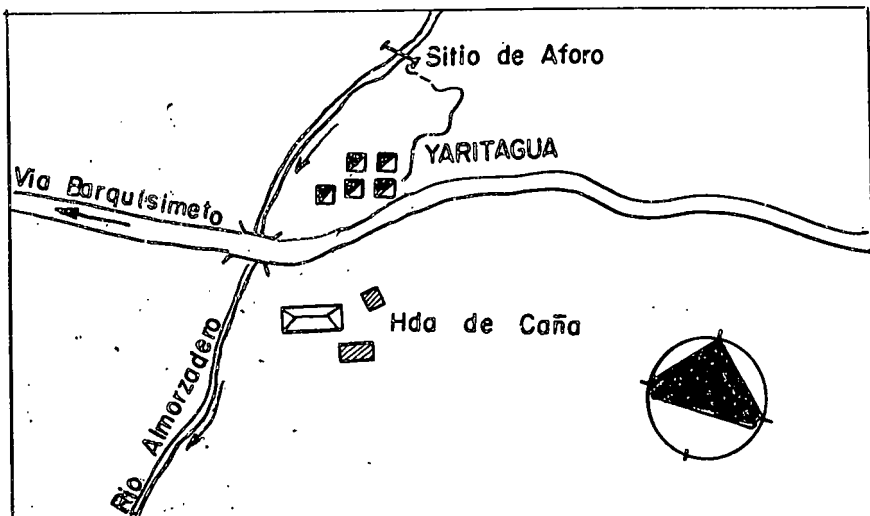 Sitio de Aforo
YARITAGUA
Via Barquisimeto
Hda de Caña
Rio Almorzadero